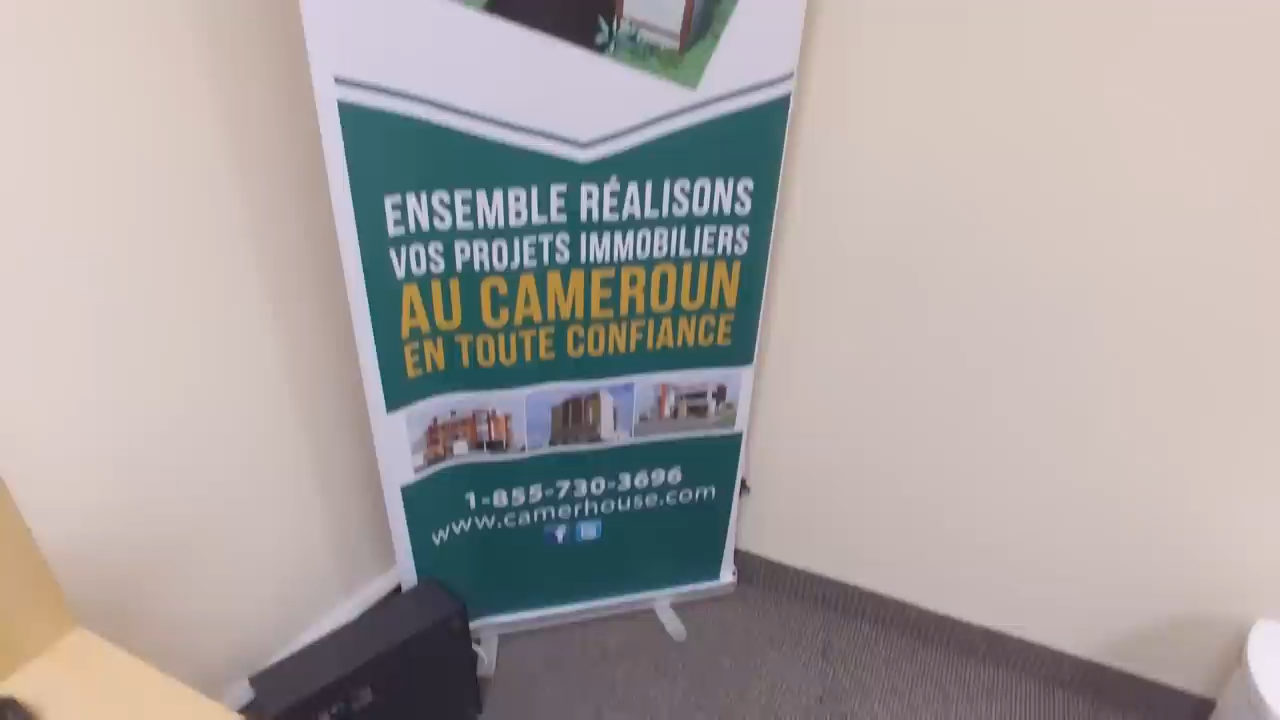 ENSEMBLE RÉALISONS
VOS PROJETS IMMOBILIERS
AU CAMEROUN
EN TOUTE CONFIANCE
1-855-730-3696
www.camerhouse.com
f